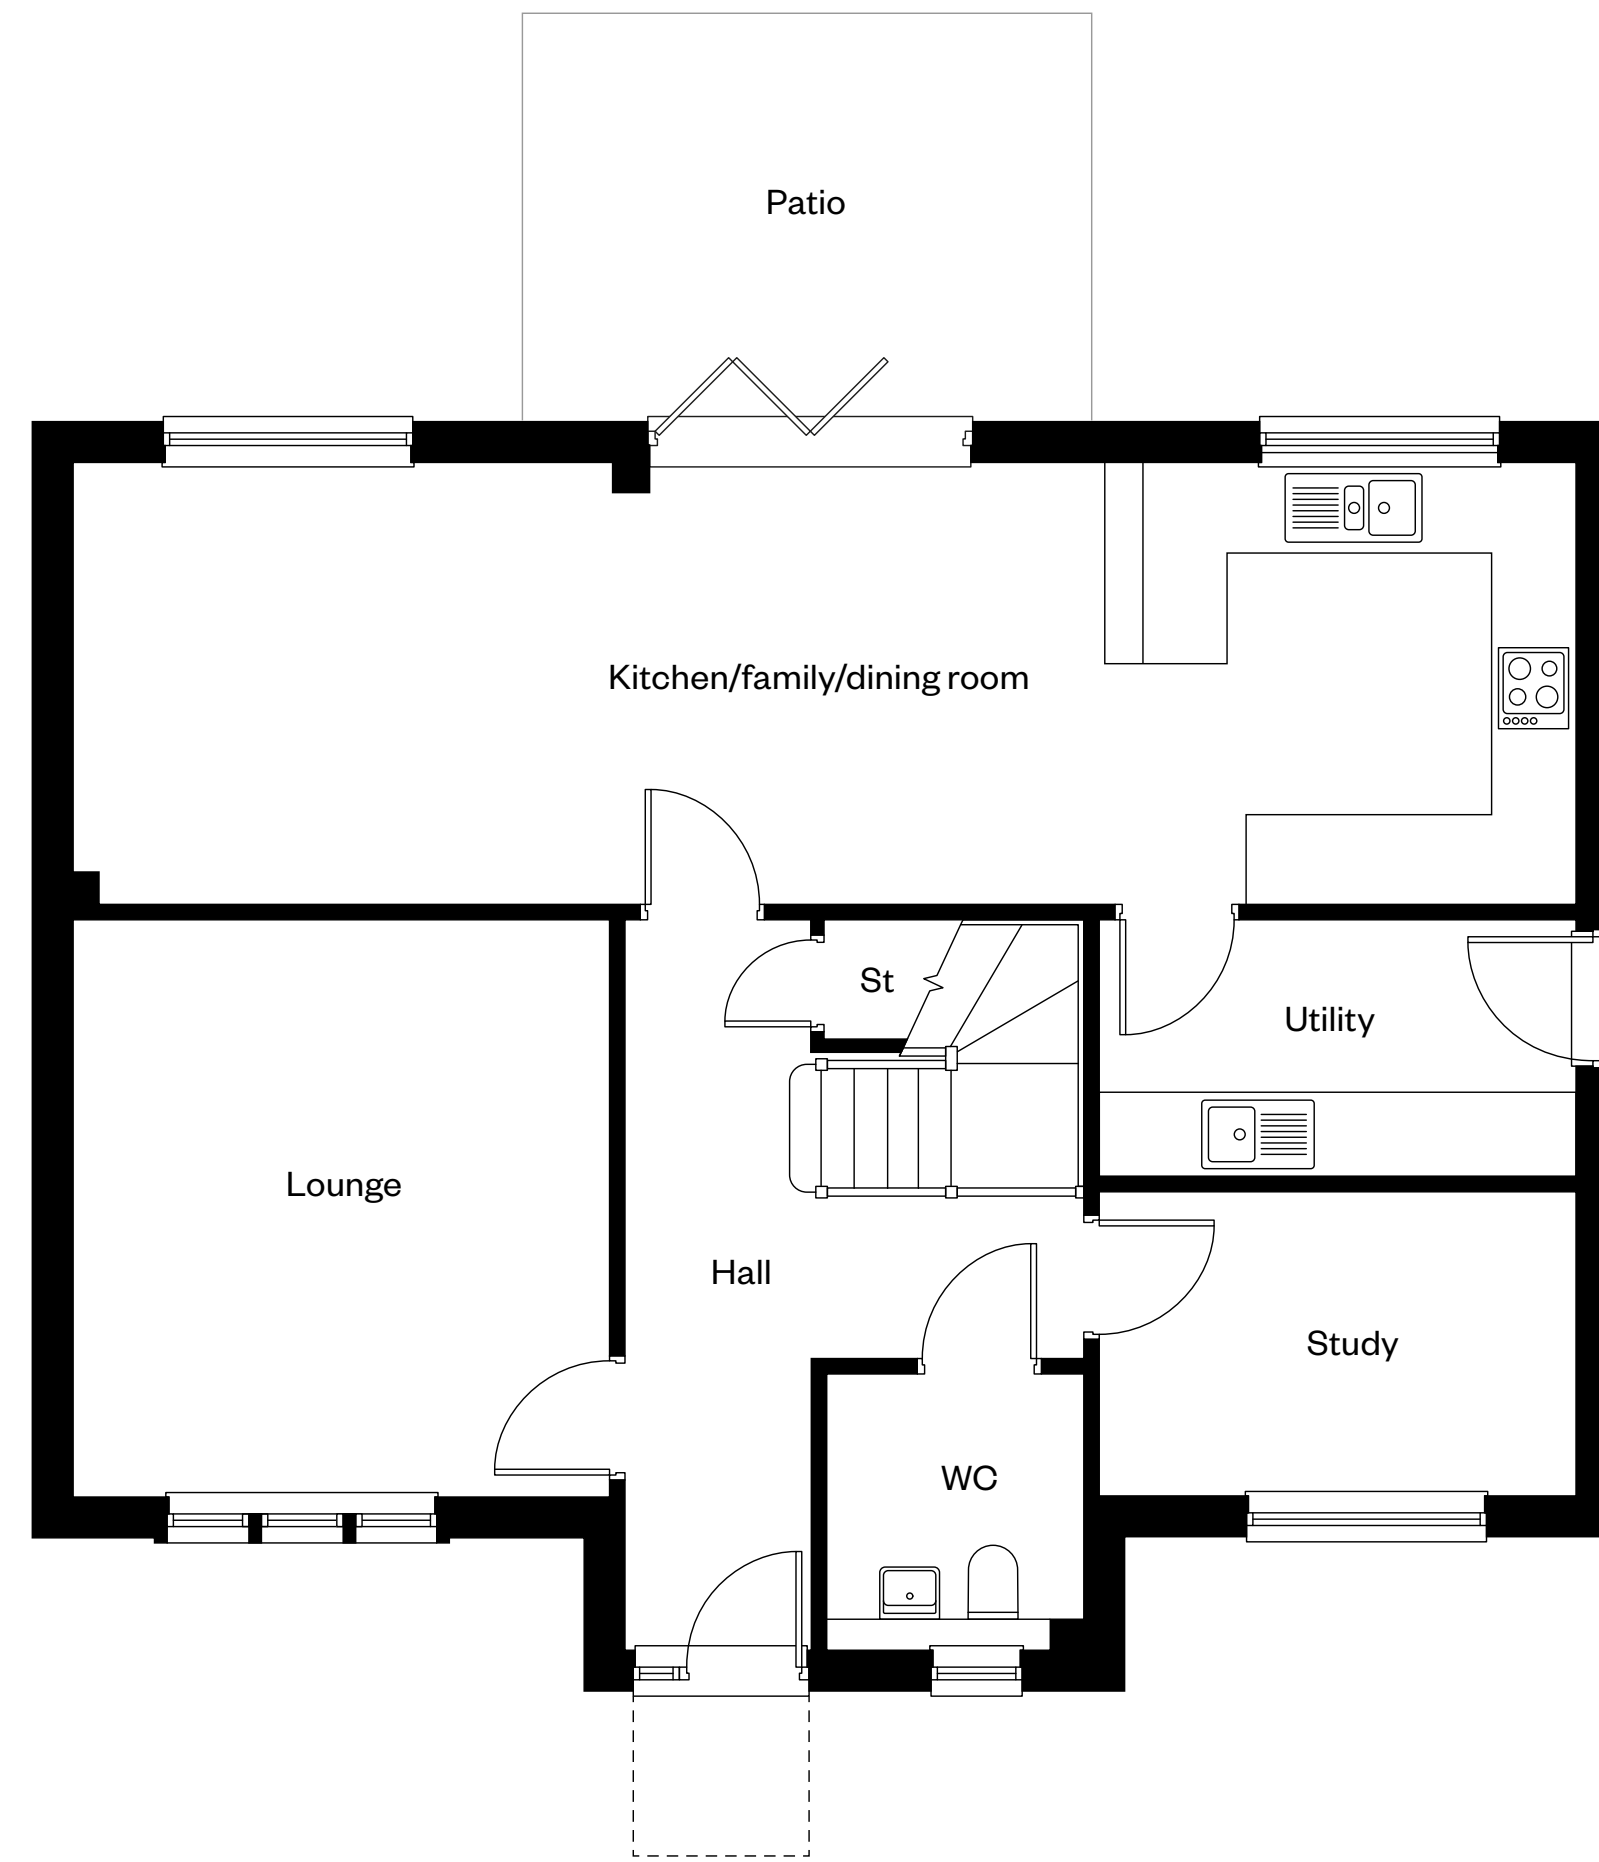 Patio
Kitchen/family/dining room
St
Utility
Lounge
Hall
Study
WC